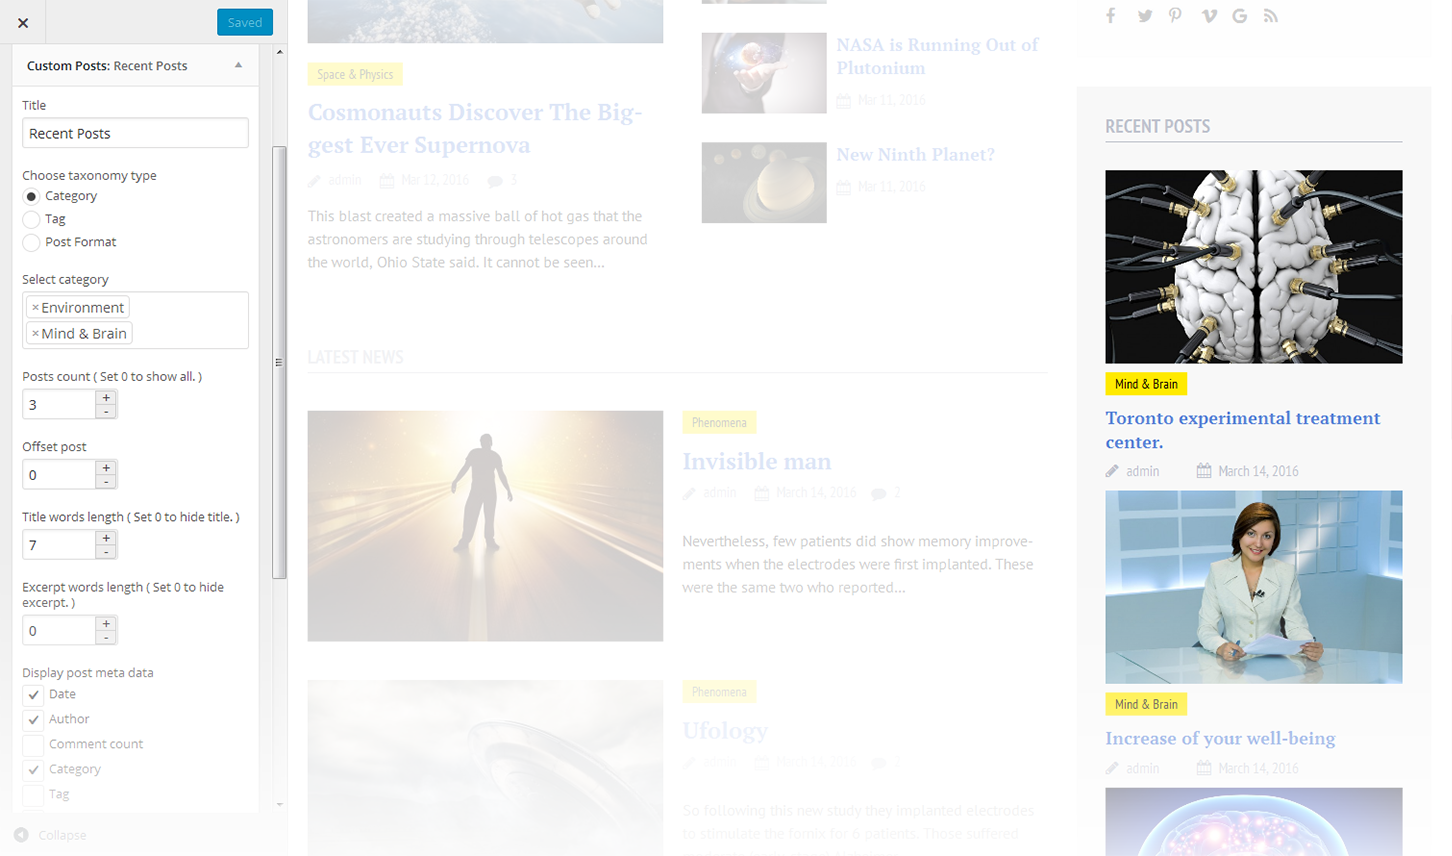 Saved
Custom Posts: Recent Posts
Title
Recent Posts
Choose taxonomy type
Category
Tag
Post Format
Select category
×Environment
×Mind & Brain
Posts count ( Set 0 to show all. )
3
+
-
Offset post
0
+
-
Title words length ( Set 0 to hide title. )
7
+
-
Excerpt words length ( Set 0 to hide
excerpt. )
0
+
-
Display post meta data
Date
Author
Comment count
Category
Tag
Collapse
Space & Physics
Cosmonauts Discover The Big-
gest Ever Supernova
admin Mar 12, 2016 3
This blast created a massive ball of hot gas that the
astronomers are studying through telescopes around
the world, Ohio State said. It cannot be seen...
NASA is Running Out of
Plutonium
Mar 11, 2016
New Ninth Planet?
Mar 11, 2016
LATEST NEWS
Phenomena
Invisible man
admin March 14, 2016 2
Nevertheless, few patients did show memory improve-
ments when the electrodes were first implanted. These
were the same two who reported...
Phenomena
Ufology
admin March 14, 2016
So following this new study they implanted electrodes
to stimulate the fornix for 6 patients. Those suffered
RECENT POSTS
Mind & Brain
Toronto experimental treatment
center.
admin March 14, 2016
Mind & Brain
Increase of your well-being
admin March 14, 2016